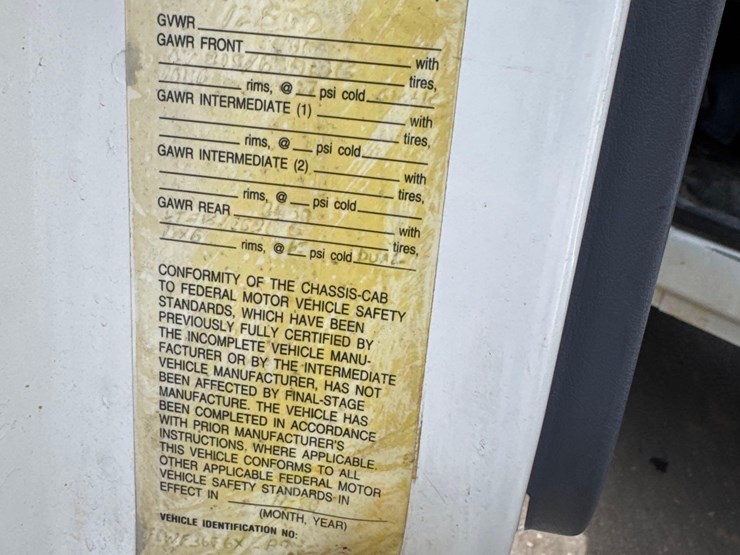 GVWR
GAWR FRONT
with
tires,
rims, @ psi cold
GAWR INTERMEDIATE (1)
with
tires,
rims, @ psi cold
GAWR INTERMEDIATE (2)
with
tires,
rims, @ psi cold
GAWR REAR
with
tires,
rims, @ psi cold DUAL
CONFORMITY OF THE CHASSIS-CAB
TO FEDERAL MOTOR VEHICLE SAFETY
STANDARDS, WHICH HAVE BEEN
PREVIOUSLY FULLY CERTIFIED BY
THE INCOMPLETE VEHICLE MANU-
FACTURER OR BY THE INTERMEDIATE
VEHICLE MANUFACTURER, HAS NOT
BEEN AFFECTED BY FINAL-STAGE
MANUFACTURE. THE VEHICLE HAS
BEEN COMPLETED IN ACCORDANCE
WITH PRIOR MANUFACTURER'S
INSTRUCTIONS, WHERE APPLICABLE.
THIS VEHICLE CONFORMS TO ALL
OTHER APPLICABLE FEDERAL MOTOR
VEHICLE SAFETY STANDARDS IN
EFFECT IN
(MONTH, YEAR)
VEHICLE IDENTIFICATION NO: